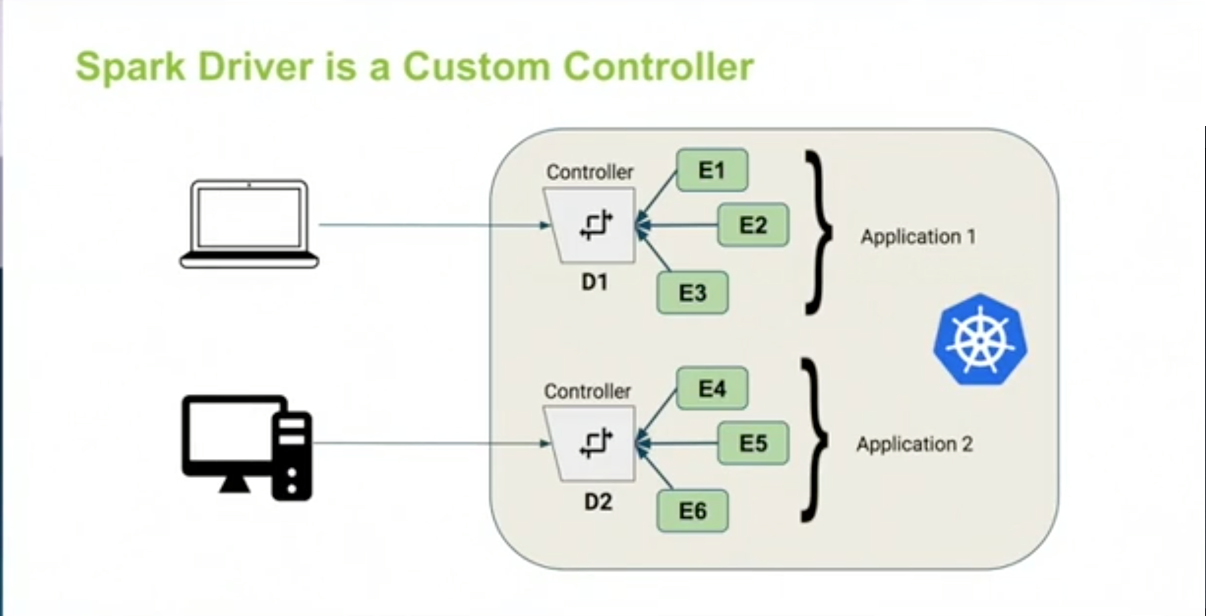 Spark Driver is a Custom Controller
Controller
E1
E2
E3
D1
Application 1
Controller
E4
E5
E6
D2
Application 2